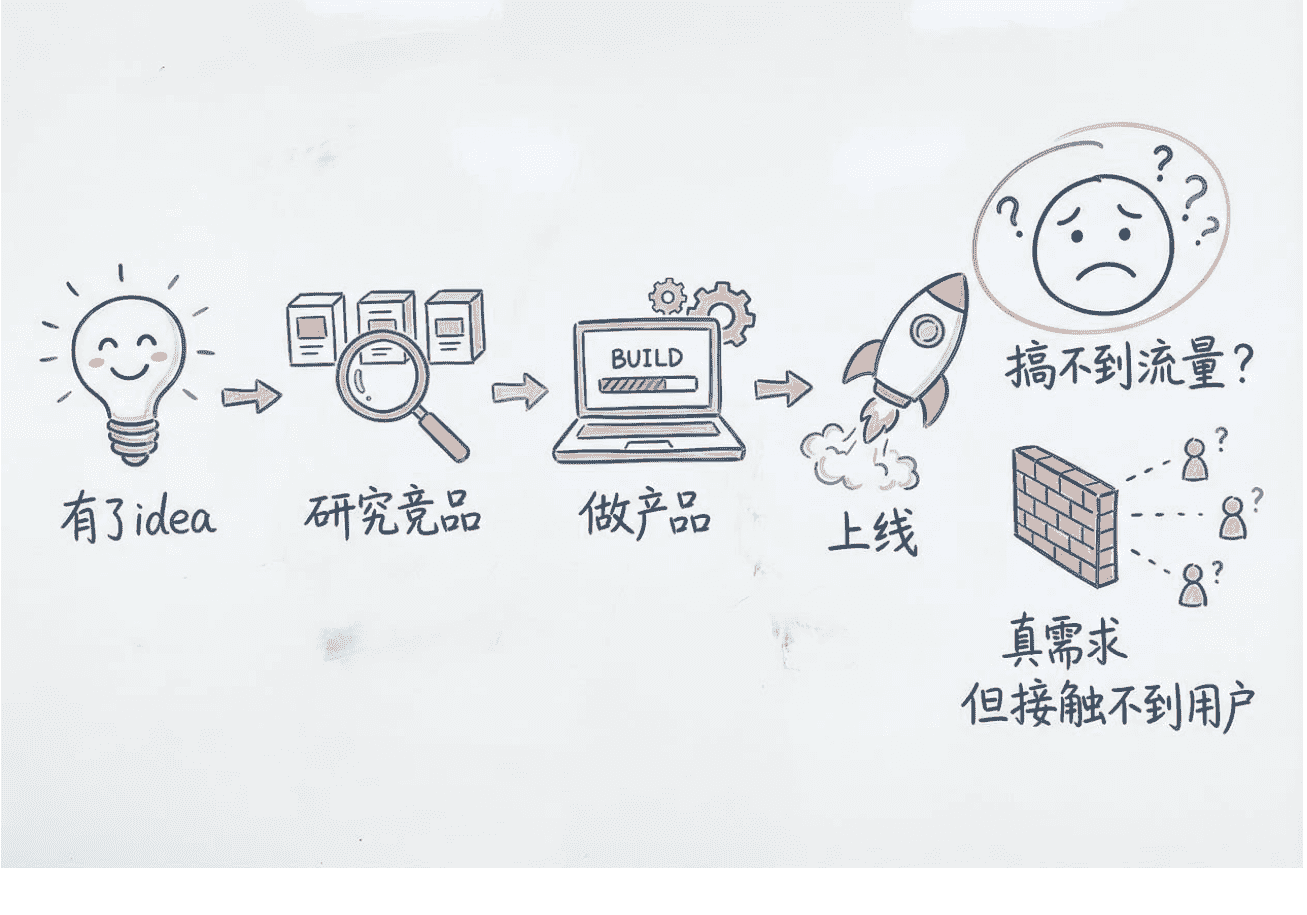 有了idea
研究竞品
BUILD
做产品
上线
? ? ? ?
搞不到流量？
?
?
?
真需求
但接触不到用户